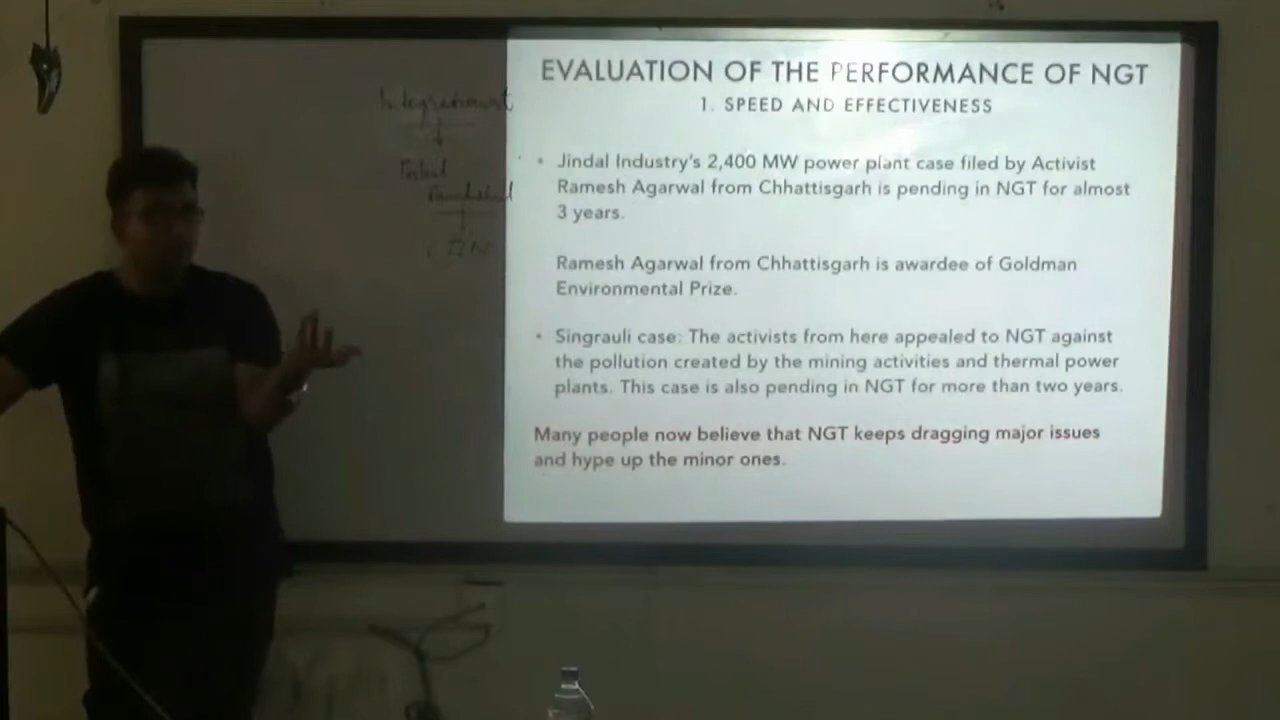 EVALUATION OF THE PERFORMANCE OF NGT
1. SPEED AND EFFECTIVENESS
• Jindal Industry's 2,400 MW power plant case filed by Activist
Ramesh Agarwal from Chhattisgarh is pending in NGT for almost
3 years.
Ramesh Agarwal from Chhattisgarh is awardee of Goldman
Environmental Prize.
• Singrauli case: The activists from here appealed to NGT against
the pollution created by the mining activities and thermal power
plants. This case is also pending in NGT for more than two years.
Many people now believe that NGT keeps dragging major issues
and hype up the minor ones.